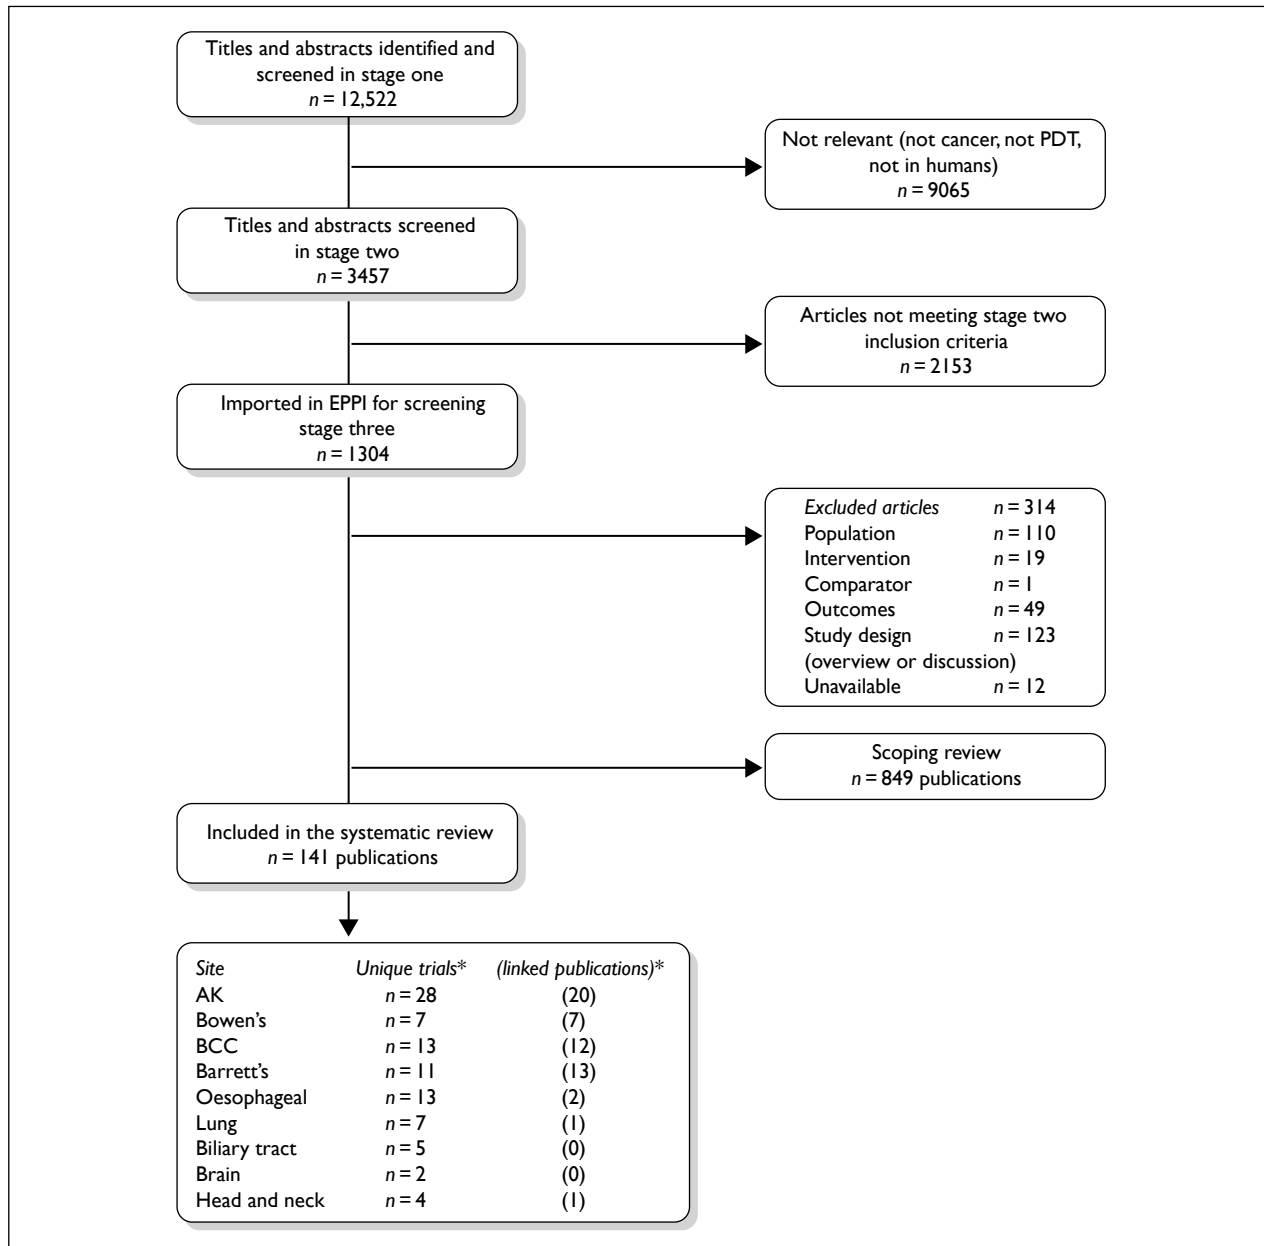 Titles and abstracts identified and
screened in stage one
n = 12,522
Not relevant (not cancer, not PDT,
not in humans)
n = 9065
Titles and abstracts screened
in stage two
n = 3457
Articles not meeting stage two
inclusion criteria
n = 2153
Imported in EPPI for screening
stage three
n = 1304
Excluded articles n = 314
Population n = 110
Intervention n = 19
Comparator n = 1
Outcomes n = 49
Study design n = 123
(overview or discussion)
Unavailable n = 12
Scoping review
n = 849 publications
Included in the systematic review
n = 141 publications
Site Unique trials* (linked publications)*
AK n = 28 (20)
Bowen's n = 7 (7)
BCC n = 13 (12)
Barrett's n = 11 (13)
Oesophageal n = 13 (2)
Lung n = 7 (1)
Biliary tract n = 5 (0)
Brain n = 2 (0)
Head and neck n = 4 (1)